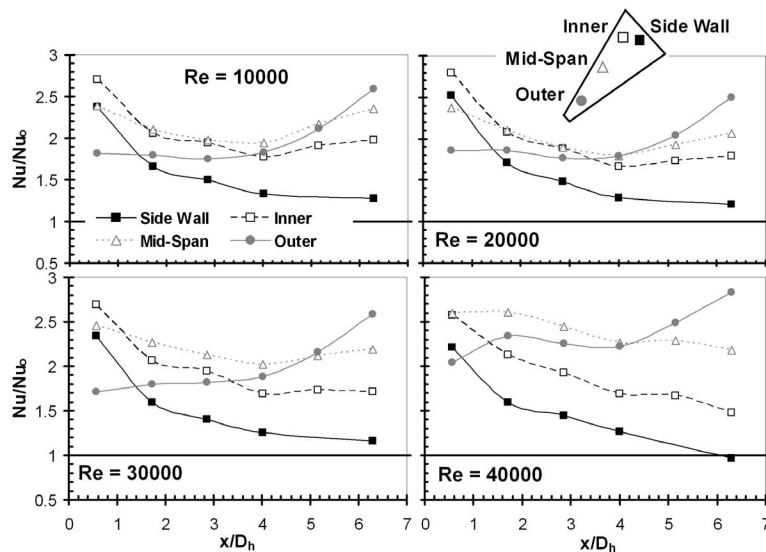 Inner
Side Wall
Mid-Span
Outer
Nu/Nuo
3
2.5
2
1.5
1
0.5
Re = 10000
Side Wall
Inner
Mid-Span
Outer
Re = 20000
Nu/Nuo
3
2.5
2
1.5
1
0.5
Re = 30000
0 1 2 3 4 5 6 7
x/Dh
Re = 40000
0 1 2 3 4 5 6 7
x/Dh